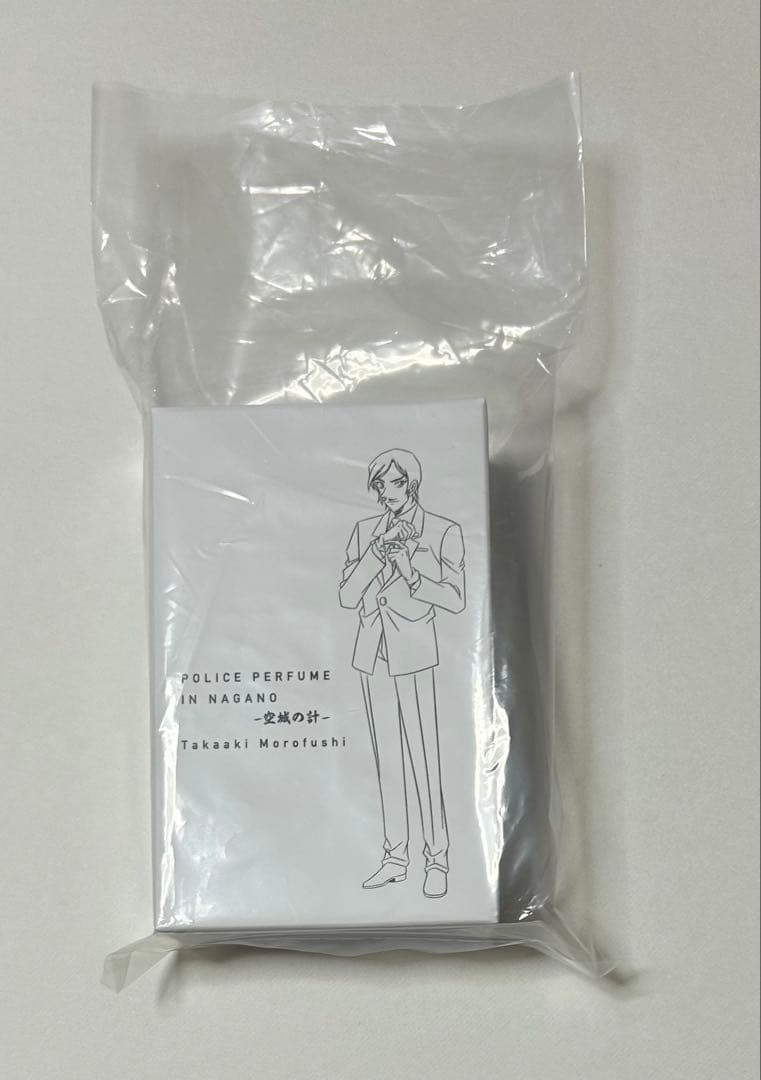 POLICE PERFUME
IN NAGANO
-空城の計-
Takaaki Morofushi